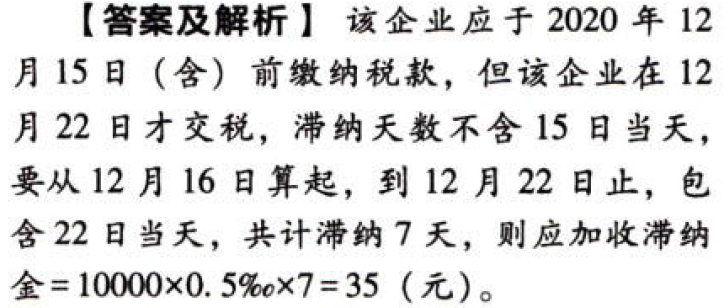 【答案及解析】 该企业应于 2020 年 12
月 15 日（含）前缴纳税款，但该企业在 12
月 22 日才交税，滞纳天数不含 15 日当天，
要从 12 月 16 日算起，到 12 月 22 日止，包
含 22 日当天，共计滞纳 7 天，则应加收滞纳
金=10000×0.5‰×7=35（元）。